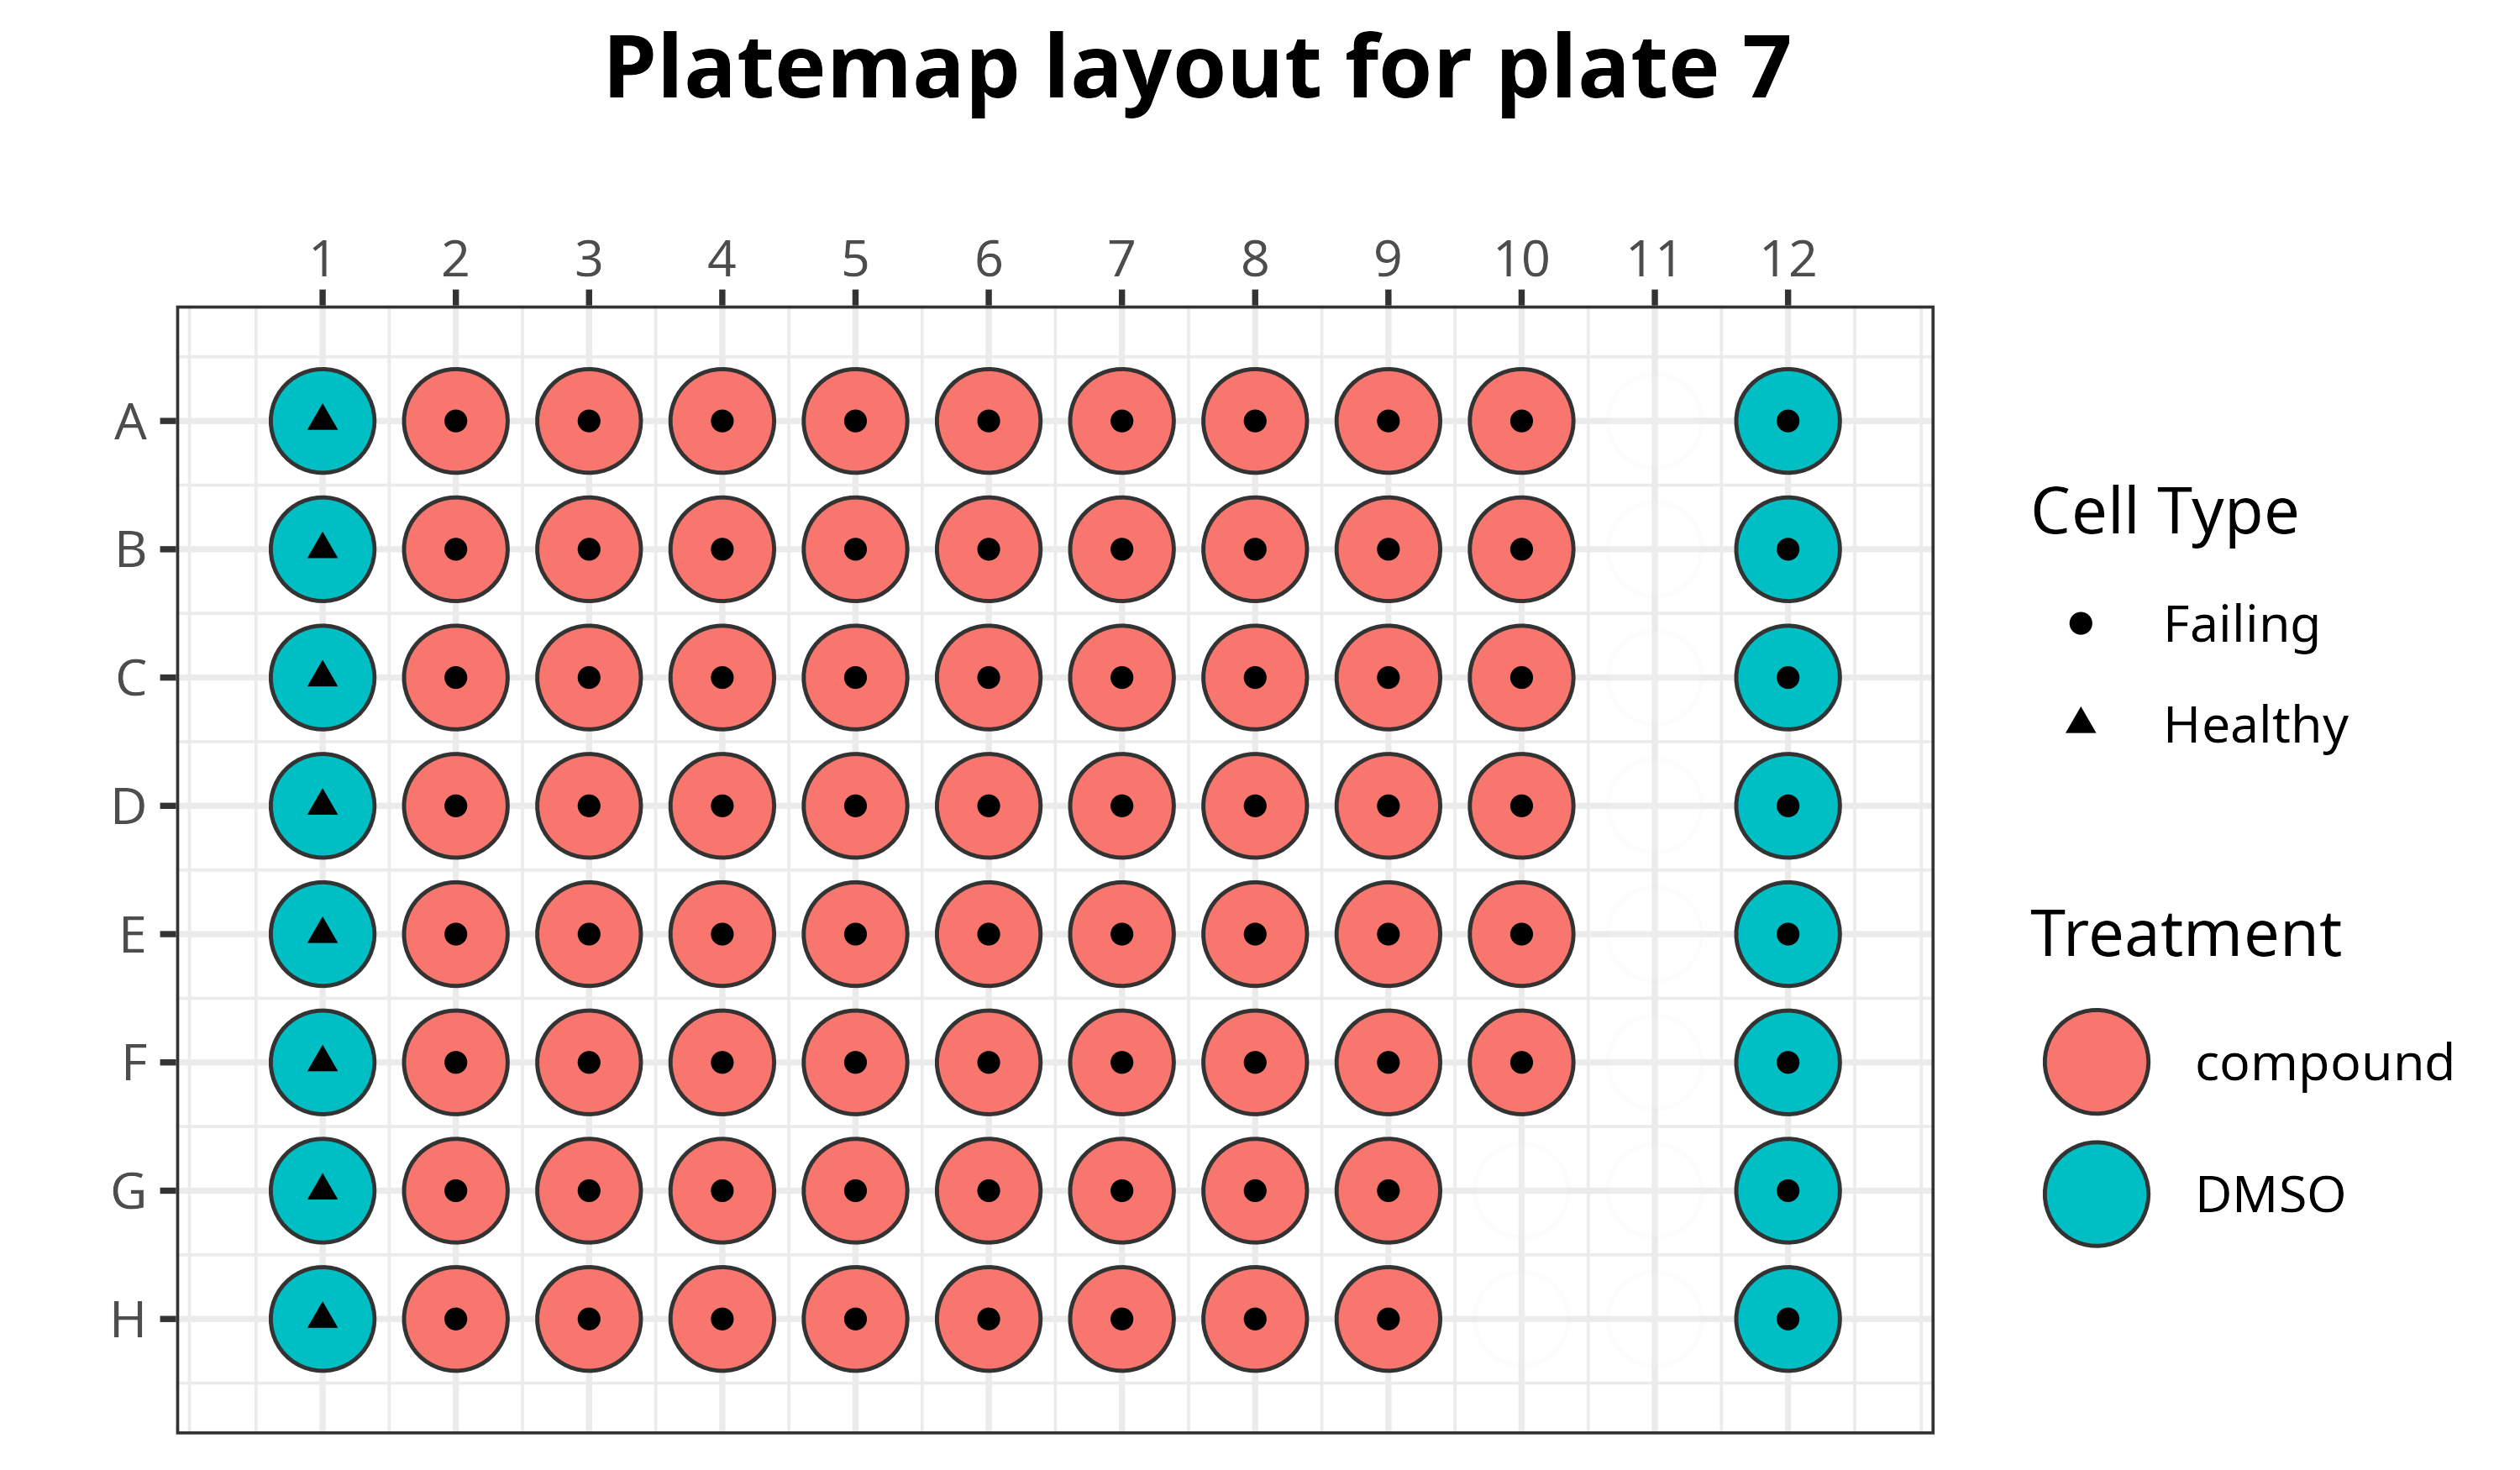 Platemap layout for plate 7
1 2 3 4 5 6 7 8 9 10 11 12
A
B
C
D
E
F
G
H
Cell Type
Failing
Healthy
Treatment
compound
DMSO